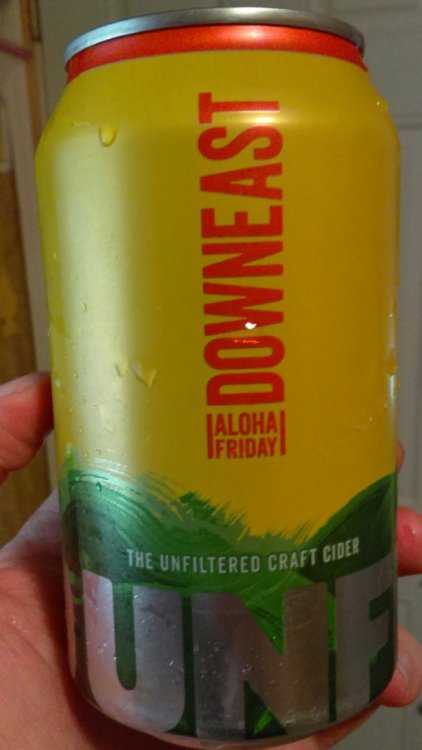 DOWNEAST
ALOHA
FRIDAY
THE UNFILTERED CRAFT CIDER
UNF